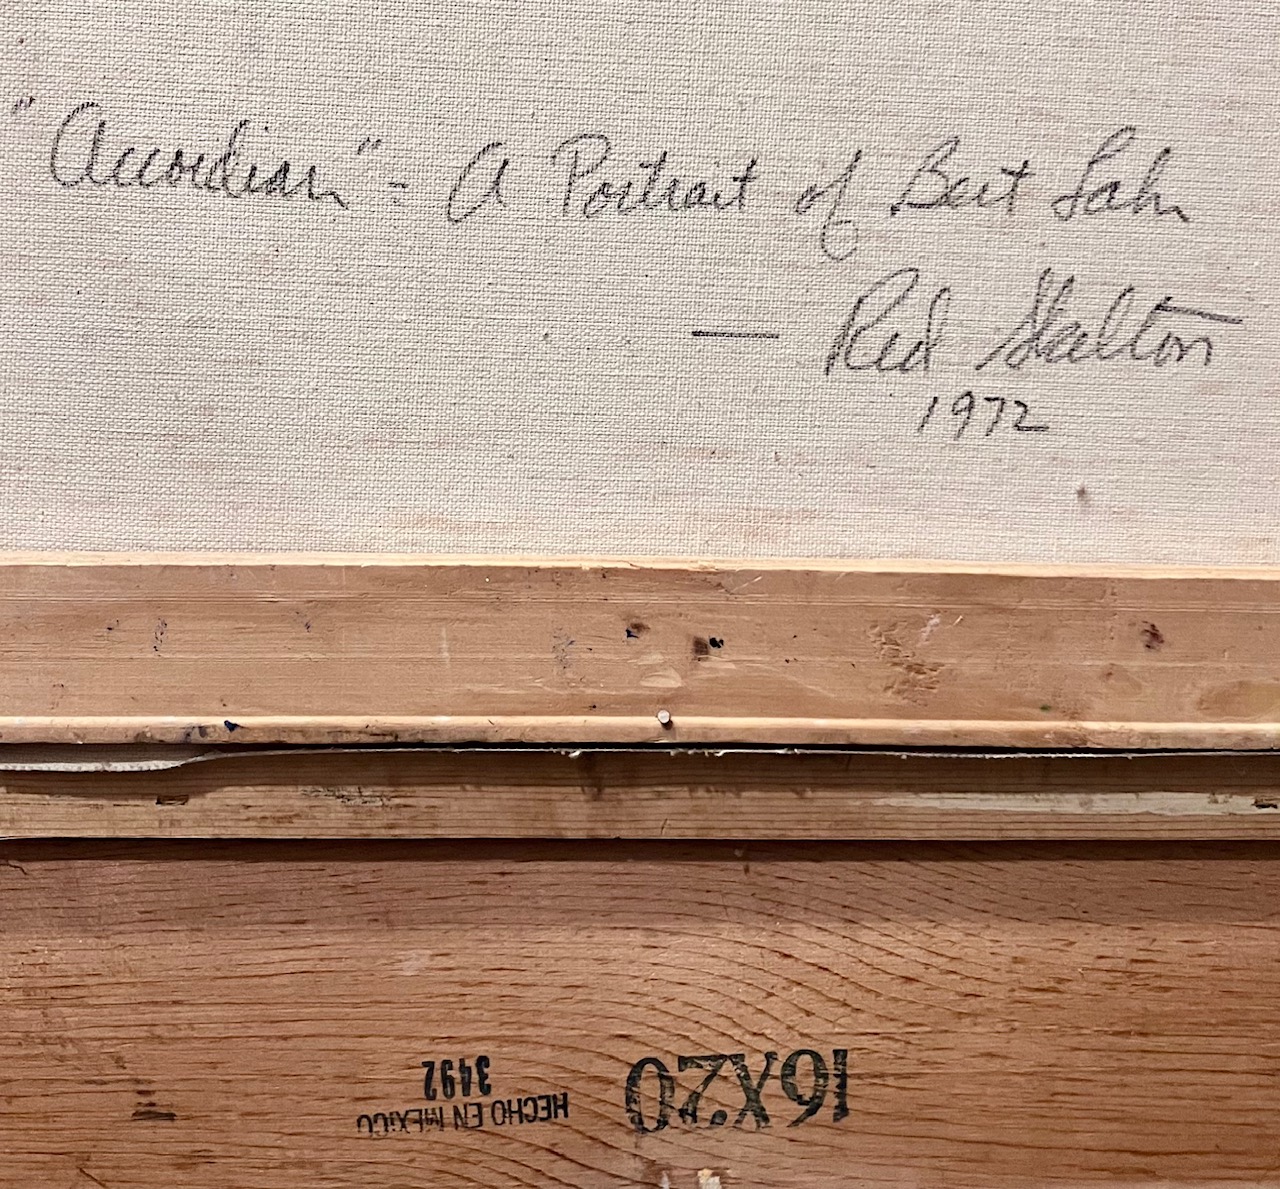 "Accordian" - A Portrait of Bert Lahr
— Red Skelton
1972
16X20
HECHO EN MEXICO
3492